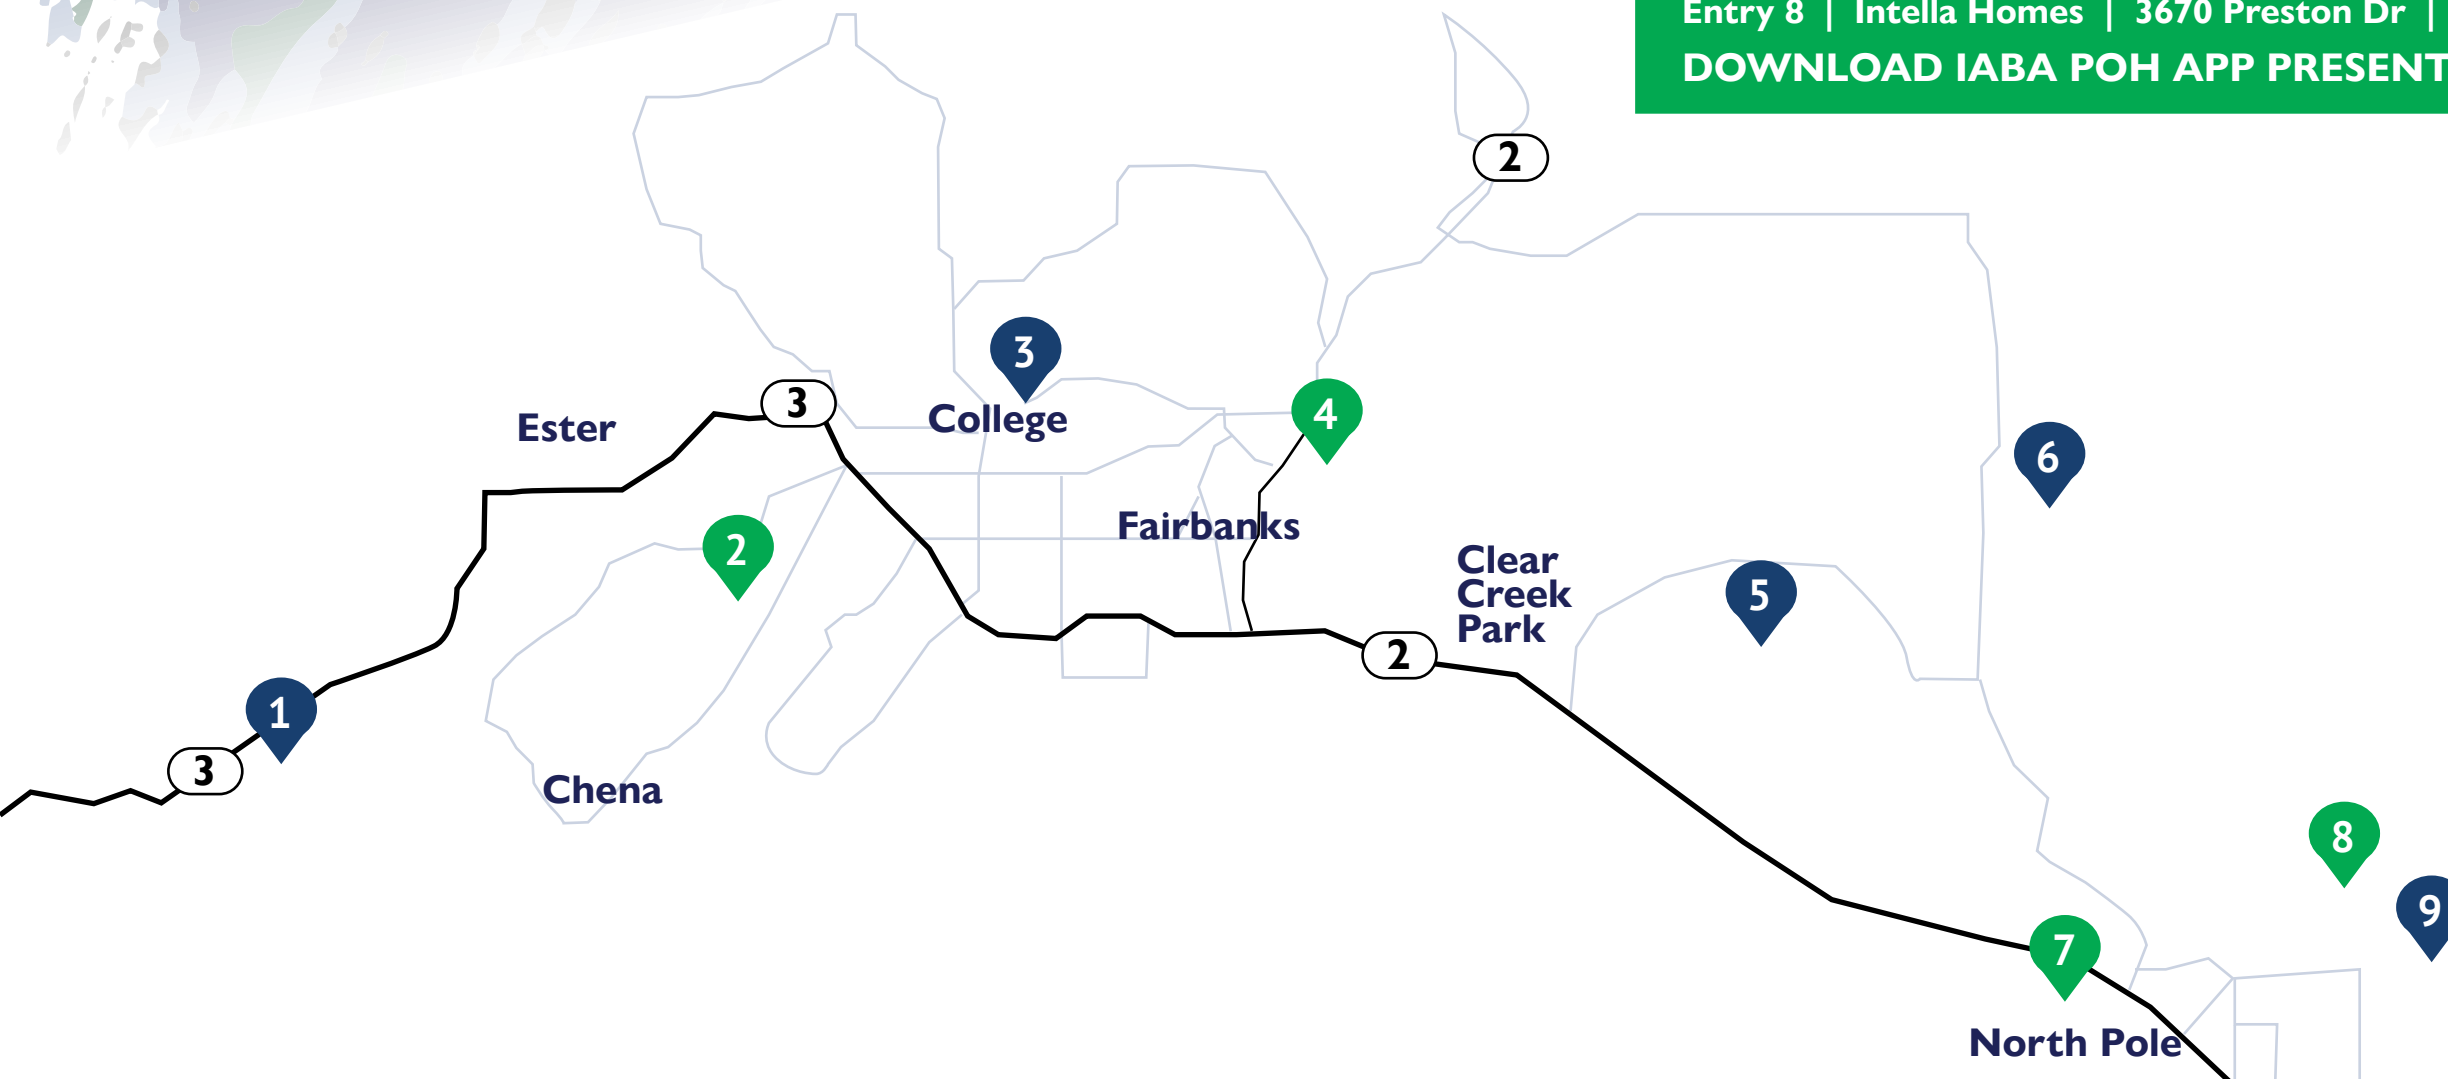 Entry 8 | Intella Homes | 3670 Preston Dr |
DOWNLOAD IABA POH APP PRESENT
2
3
College
4
3
Ester
6
Fairbanks
2
Clear
Creek
Park
5
2
1
3
Chena
8
9
7
North Pole